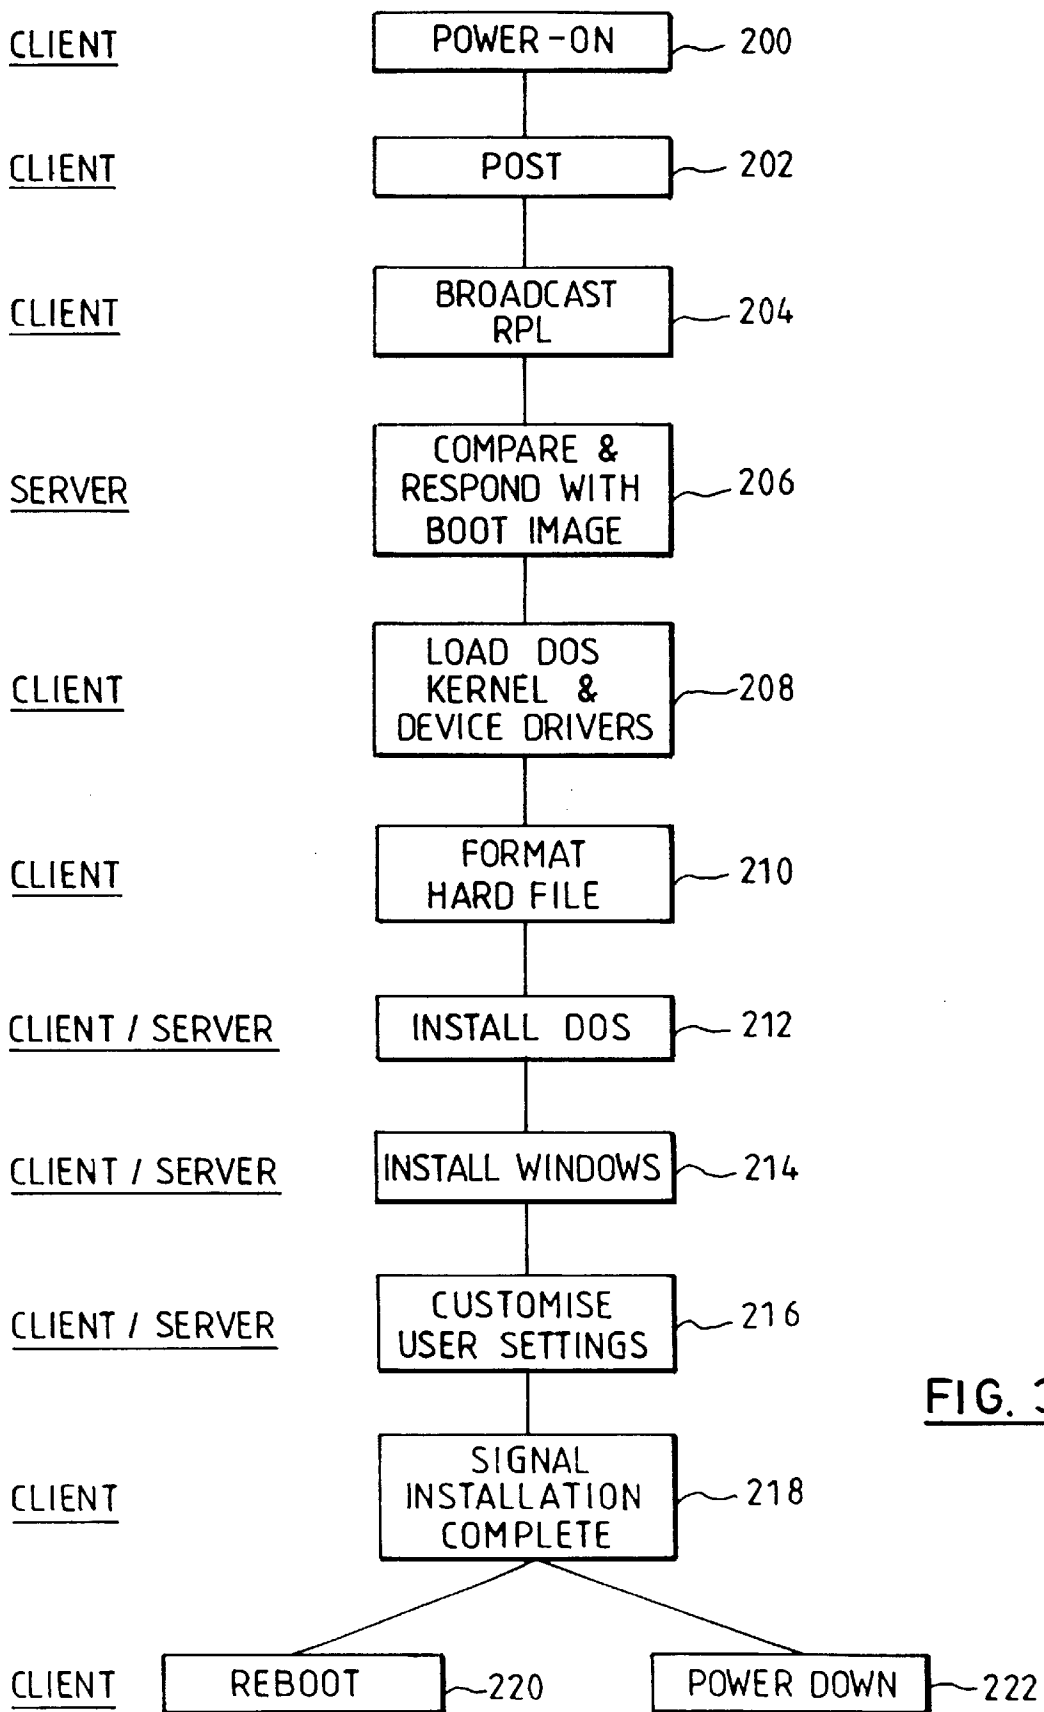 CLIENT POWER-ON 200
CLIENT POST 202
CLIENT BROADCAST RPL 204
SERVER COMPARE & RESPOND WITH BOOT IMAGE 206
CLIENT LOAD DOS KERNEL & DEVICE DRIVERS 208
CLIENT FORMAT HARD FILE 210
CLIENT / SERVER INSTALL DOS 212
CLIENT / SERVER INSTALL WINDOWS 214
CLIENT / SERVER CUSTOMISE USER SETTINGS 216
FIG. 3
CLIENT SIGNAL INSTALLATION COMPLETE 218
CLIENT REBOOT 220 POWER DOWN 222